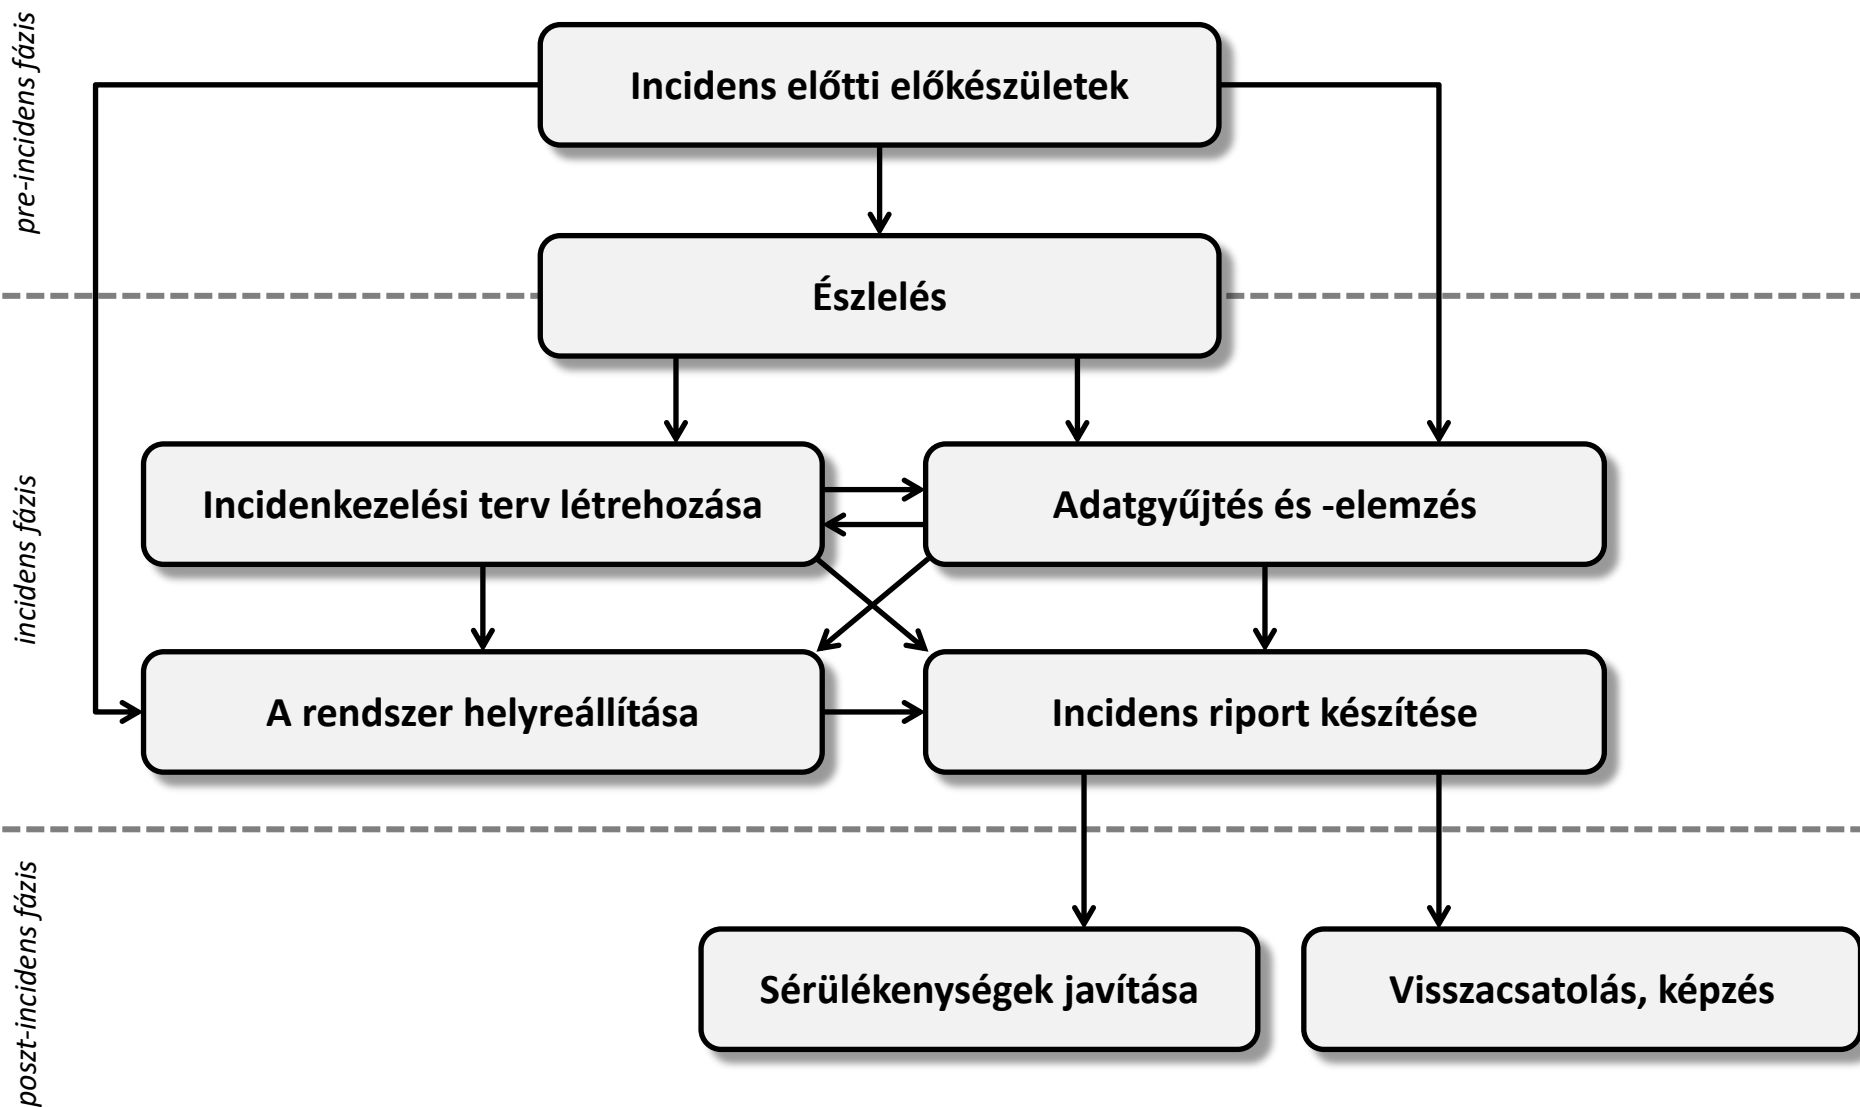 pre-incidens fázis
Incidens előtti előkészületek
Észlelés
incidens fázis
Incidenkezelési terv létrehozása
Adatgyűjtés és -elemzés
A rendszer helyreállítása
Incidens riport készítése
poszt-incidens fázis
Sérülékenységek javítása
Visszacsatolás, képzés